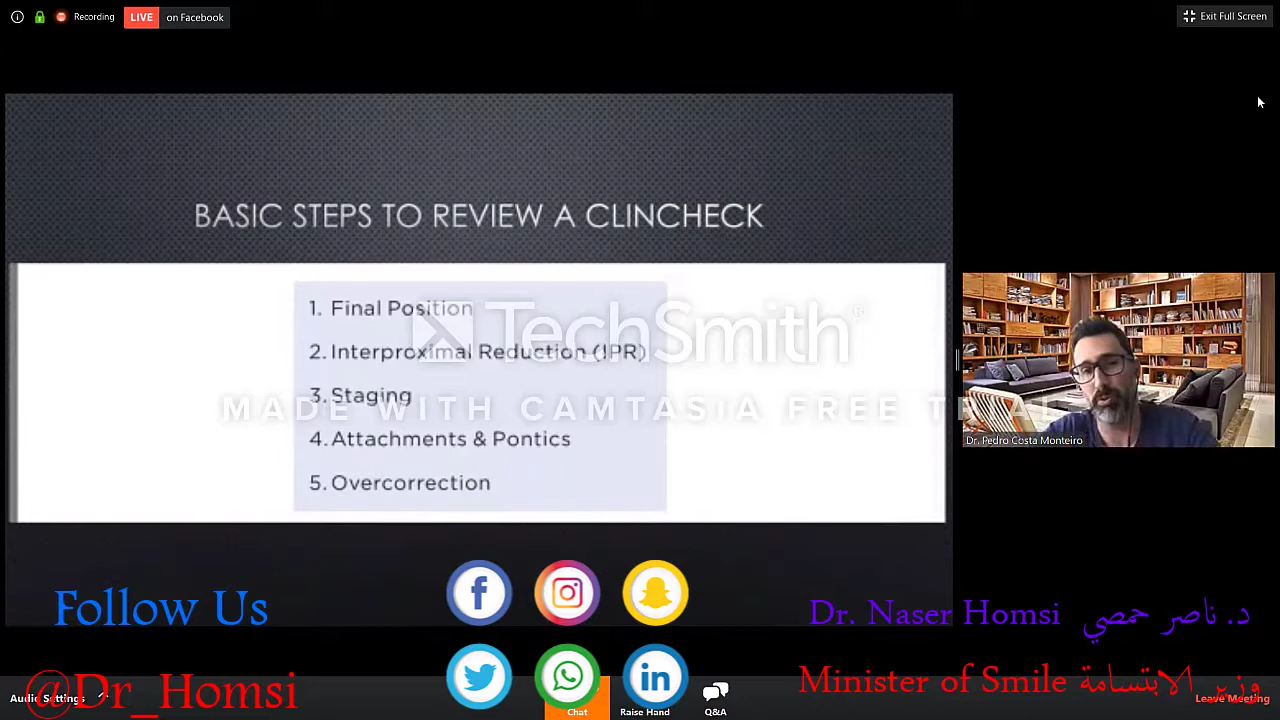 Recording
LIVE on Facebook
Exit Full Screen
BASIC STEPS TO REVIEW A CLINCHECK
1. Final Position
2. Interproximal Reduction (IPR)
3. Staging
4. Attachments & Pontics
5. Overcorrection
TechSmith®
MADE WITH CAMTASIA FREE TRIAL
Dr. Pedro Costa Monteiro
Follow Us
Dr. Naser Homsi د. ناصر حمصي
@Dr_Homsi
Minister of Smile وزير الابتسامة
Audio Settings
Chat
Raise Hand
Q&A
Leave Meeting